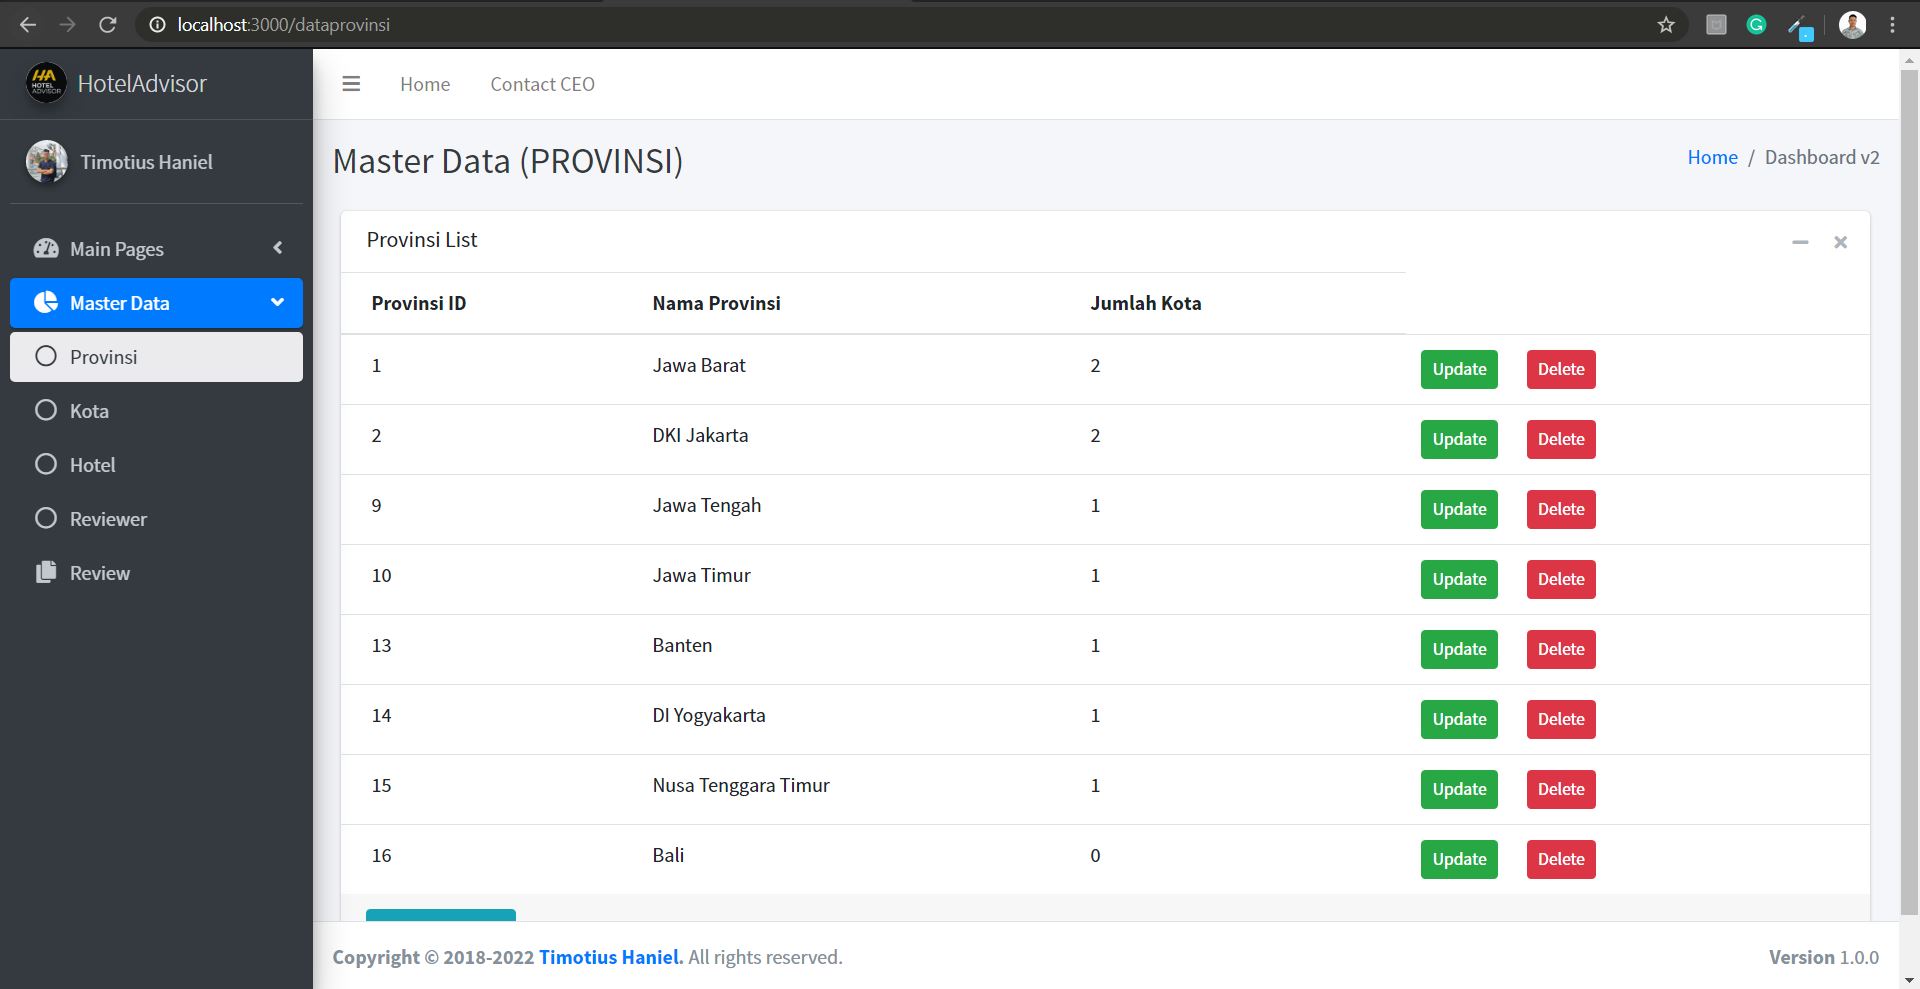 localhost:3000/dataprovinsi
HA HOTEL ADVISOR HotelAdvisor
Home Contact CEO
Timotius Haniel
Master Data (PROVINSI)
Home / Dashboard v2
Main Pages
Master Data
Provinsi
Kota
Hotel
Reviewer
Review
Provinsi List
Provinsi ID Nama Provinsi Jumlah Kota
1 Jawa Barat 2 Update Delete
2 DKI Jakarta 2 Update Delete
9 Jawa Tengah 1 Update Delete
10 Jawa Timur 1 Update Delete
13 Banten 1 Update Delete
14 DI Yogyakarta 1 Update Delete
15 Nusa Tenggara Timur 1 Update Delete
16 Bali 0 Update Delete
Copyright © 2018-2022 Timotius Haniel. All rights reserved.
Version 1.0.0